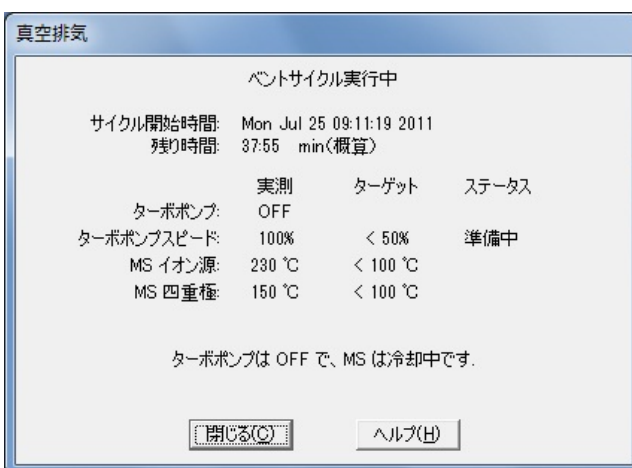 真空排気
ベントサイクル実行中
サイクル開始時間: Mon Jul 25 09:11:19 2011
残り時間: 37:55 min(概算)
実測 ターゲット ステータス
ターボポンプ: OFF
ターボポンプスピード: 100% < 50% 準備中
MS イオン源: 230 ℃ < 100 ℃
MS 四重極: 150 ℃ < 100 ℃
ターボポンプは OFF で、MS は冷却中です.
閉じる(C) ヘルプ(H)